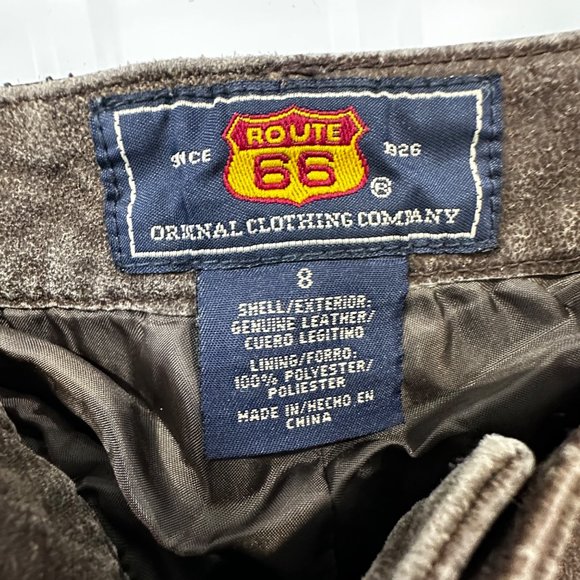 ROUTE
66
SINCE 1926
®
ORIGINAL CLOTHING COMPANY
8
SHELL/EXTERIOR:
GENUINE LEATHER/
CUERO LEGITIMO
LINING/FORRO:
100% POLYESTER/
POLIESTER
MADE IN/HECHO EN
CHINA